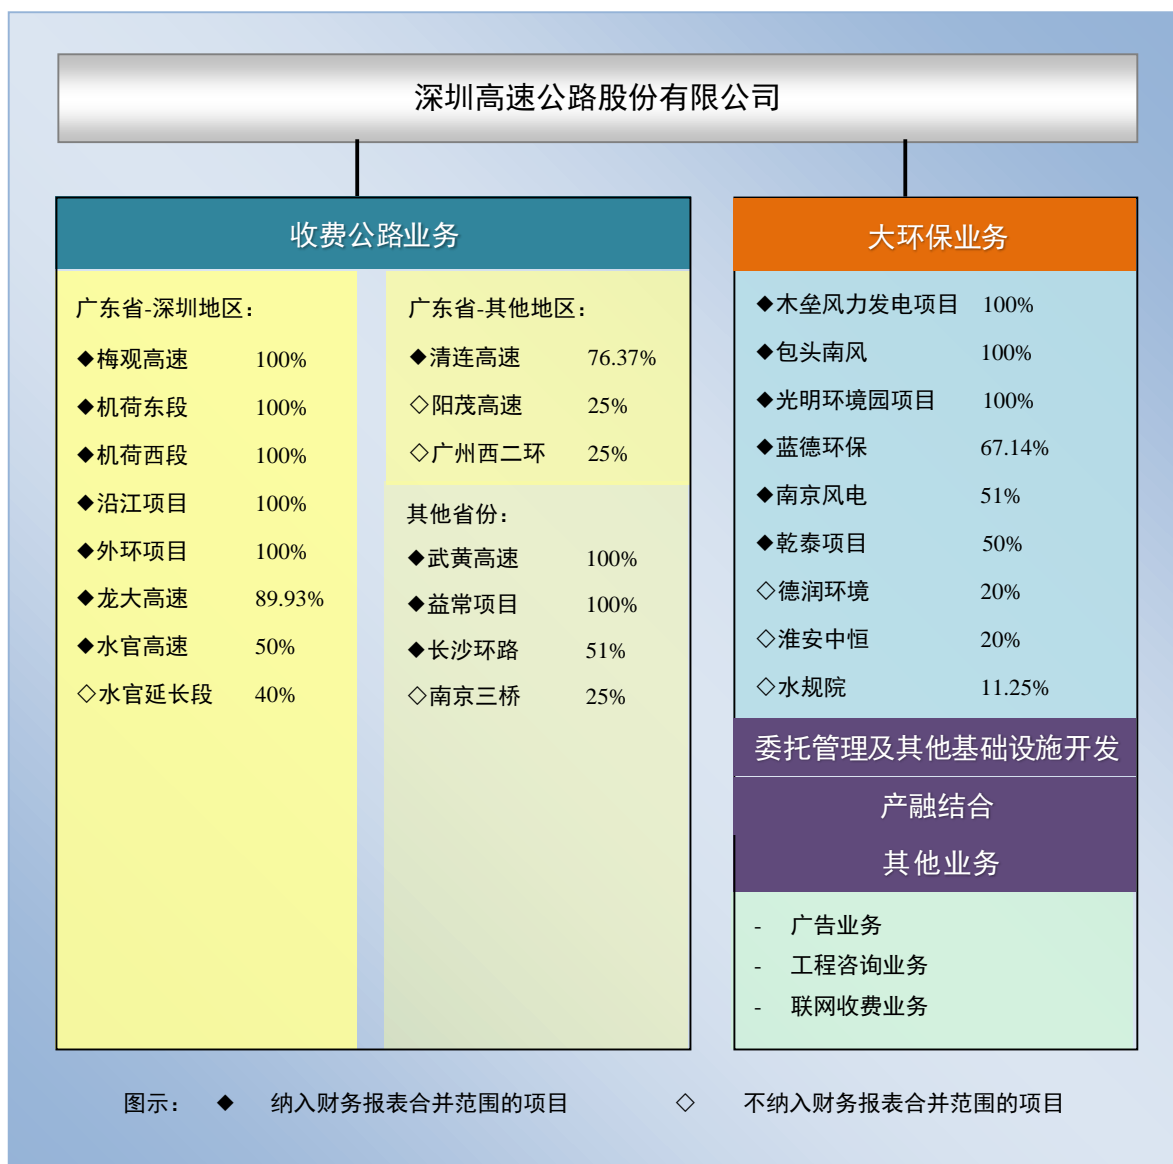 深圳高速公路股份有限公司
收费公路业务
广东省-深圳地区：
◆梅观高速 100%
◆机荷东段 100%
◆机荷西段 100%
◆沿江项目 100%
◆外环项目 100%
◆龙大高速 89.93%
◆水官高速 50%
◇水官延长段 40%
广东省-其他地区：
◆清连高速 76.37%
◇阳茂高速 25%
◇广州西二环 25%
其他省份：
◆武黄高速 100%
◆益常项目 100%
◆长沙环路 51%
◇南京三桥 25%
大环保业务
◆木垒风力发电项目 100%
◆包头南风 100%
◆光明环境园项目 100%
◆蓝德环保 67.14%
◆南京风电 51%
◆乾泰项目 50%
◇德润环境 20%
◇淮安中恒 20%
◇水规院 11.25%
委托管理及其他基础设施开发
产融结合
其他业务
- 广告业务
- 工程咨询业务
- 联网收费业务
图示： ◆ 纳入财务报表合并范围的项目 ◇ 不纳入财务报表合并范围的项目